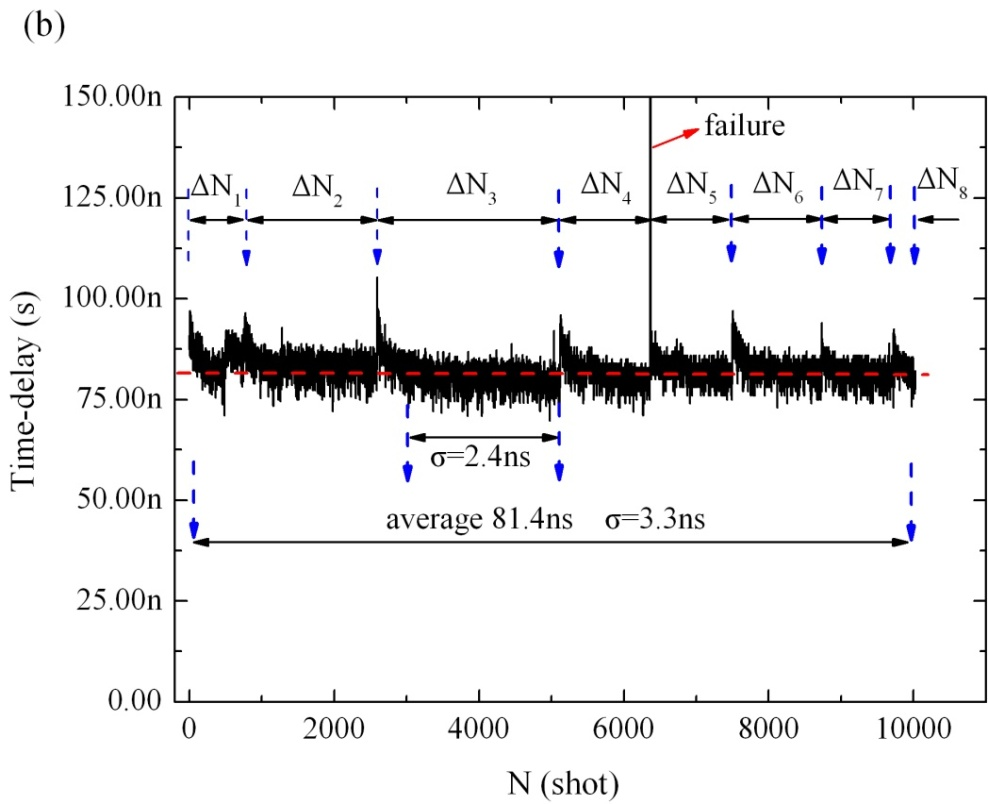 (b)
150.00n
failure
ΔN1 ΔN2 ΔN3 ΔN4 ΔN5 ΔN6 ΔN7 ΔN8
125.00n
100.00n
75.00n
σ=2.4ns
50.00n
average 81.4ns σ=3.3ns
25.00n
0.00
Time-delay (s)
0 2000 4000 6000 8000 10000
N (shot)